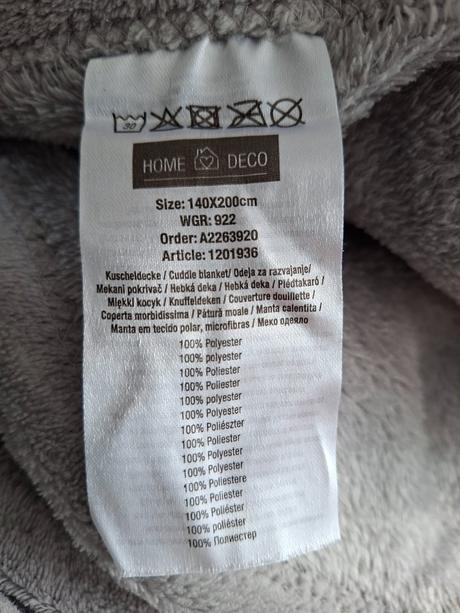 30
HOME DECO
Size: 140X200cm
WGR: 922
Order: A2263920
Article: 1201936
Kuscheldecke / Cuddle blanket/ Odeja za razvajanje/
Mekani pokrivač / Hebká deka / Hebká deka / Plédtakaró /
Miękki kocyk / Knuffeldeken / Couverture douillette /
Coperta morbidissima / Pătură moale / Manta calentita /
Manta em tecido polar, microfibras / Меко одеяло
100% Polyester
100% polyester
100% Poliester
100% Poliester
100% polyester
100% Polyester
100% Poliészter
100% Poliester
100% Polyester
100% Polyester
100% Poliestere
100% Poliester
100% Poliéster
100% poliéster
100% Полиестер